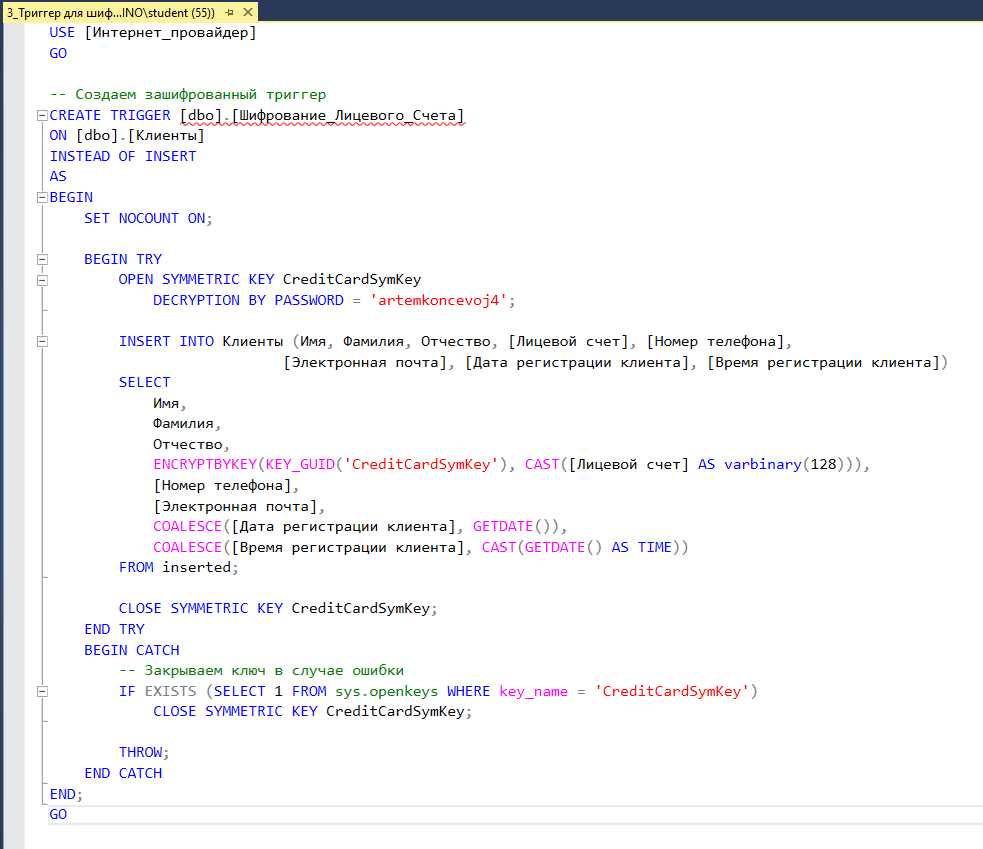 3_Триггер для шиф...INO\student (55))
USE [Интернет_провайдер]
GO
-- Создаем зашифрованный триггер
CREATE TRIGGER [dbo].[Шифрование_Лицевого_Счета]
ON [dbo].[Клиенты]
INSTEAD OF INSERT
AS
BEGIN
    SET NOCOUNT ON;
    BEGIN TRY
        OPEN SYMMETRIC KEY CreditCardSymKey
            DECRYPTION BY PASSWORD = 'artemkoncevoj4';
        INSERT INTO Клиенты (Имя, Фамилия, Отчество, [Лицевой счет], [Номер телефона],
                           [Электронная почта], [Дата регистрации клиента], [Время регистрации клиента])
        SELECT
            Имя,
            Фамилия,
            Отчество,
            ENCRYPTBYKEY(KEY_GUID('CreditCardSymKey'), CAST([Лицевой счет] AS varbinary(128))),
            [Номер телефона],
            [Электронная почта],
            COALESCE([Дата регистрации клиента], GETDATE()),
            COALESCE([Время регистрации клиента], CAST(GETDATE() AS TIME))
        FROM inserted;
        CLOSE SYMMETRIC KEY CreditCardSymKey;
    END TRY
    BEGIN CATCH
        -- Закрываем ключ в случае ошибки
        IF EXISTS (SELECT 1 FROM sys.openkeys WHERE key_name = 'CreditCardSymKey')
            CLOSE SYMMETRIC KEY CreditCardSymKey;
        THROW;
    END CATCH
END;
GO